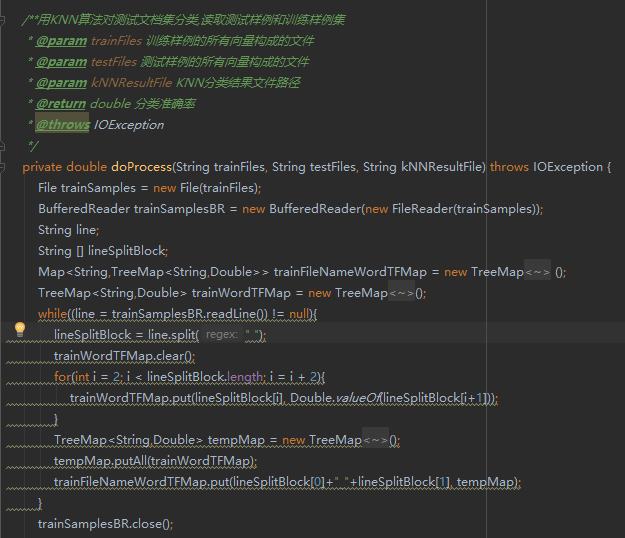 /**用KNN算法对测试文档集分类,读取测试样例和训练样例集
* @param trainFiles 训练样例的所有向量构成的文件
* @param testFiles 测试样例的所有向量构成的文件
* @param kNNResultFile KNN分类结果文件路径
* @return double 分类准确率
* @throws IOException
*/
private double doProcess(String trainFiles, String testFiles, String kNNResultFile) throws IOException {
File trainSamples = new File(trainFiles);
BufferedReader trainSamplesBR = new BufferedReader(new FileReader(trainSamples));
String line;
String [] lineSplitBlock;
Map<String,TreeMap<String,Double>> trainFileNameWordTFMap = new TreeMap<~> ();
TreeMap<String,Double> trainWordTFMap = new TreeMap<~>();
while((line = trainSamplesBR.readLine()) != null){
lineSplitBlock = line.split( regex: " ");
trainWordTFMap.clear();
for(int i = 2; i < lineSplitBlock.length; i = i + 2){
trainWordTFMap.put(lineSplitBlock[i], Double.valueOf(lineSplitBlock[i+1]));
}
TreeMap<String,Double> tempMap = new TreeMap<~>();
tempMap.putAll(trainWordTFMap);
trainFileNameWordTFMap.put(lineSplitBlock[0]+"_"+lineSplitBlock[1], tempMap);
}
trainSamplesBR.close();